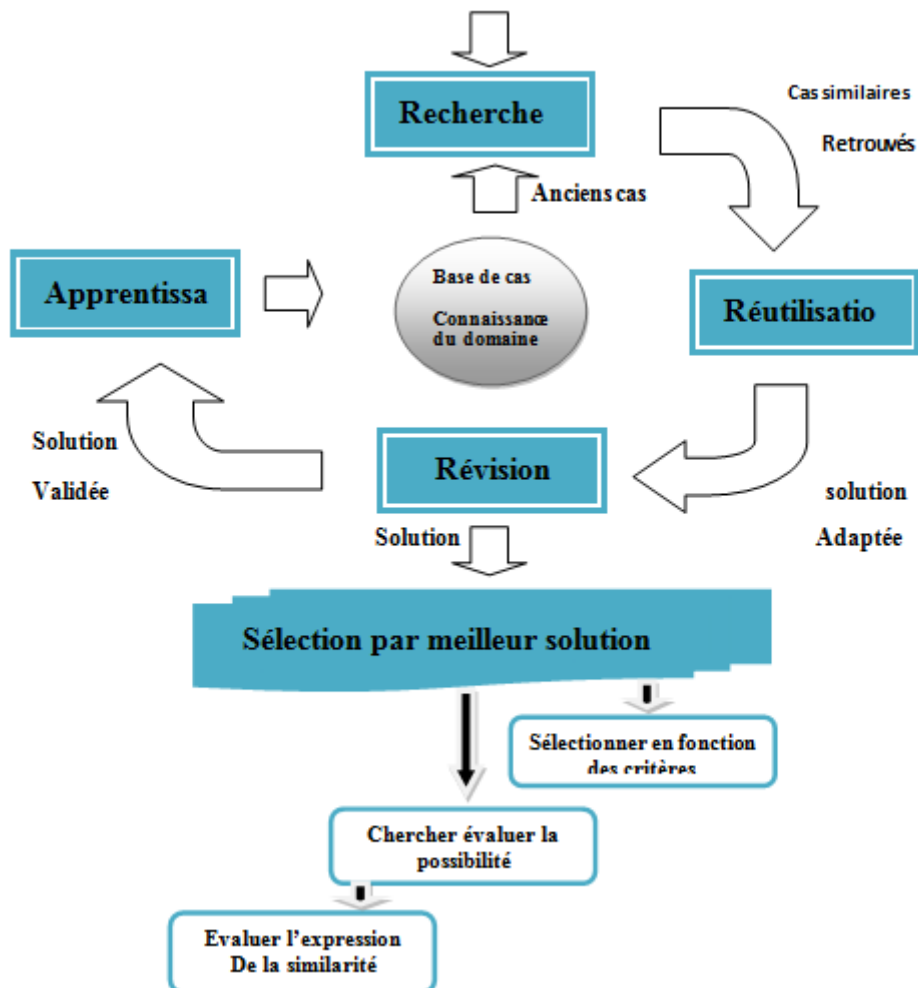 Recherche
Cas similaires
Retrouvés
Anciens cas
Apprentissa
Base de cas
Connaissance
du domaine
Réutilisatio
Solution
Validée
Révision
solution
Adaptée
Solution
Sélection par meilleur solution
Sélectionner en fonction
des critères
Chercher évaluer la
possibilité
Evaluer l'expression
De la similarité